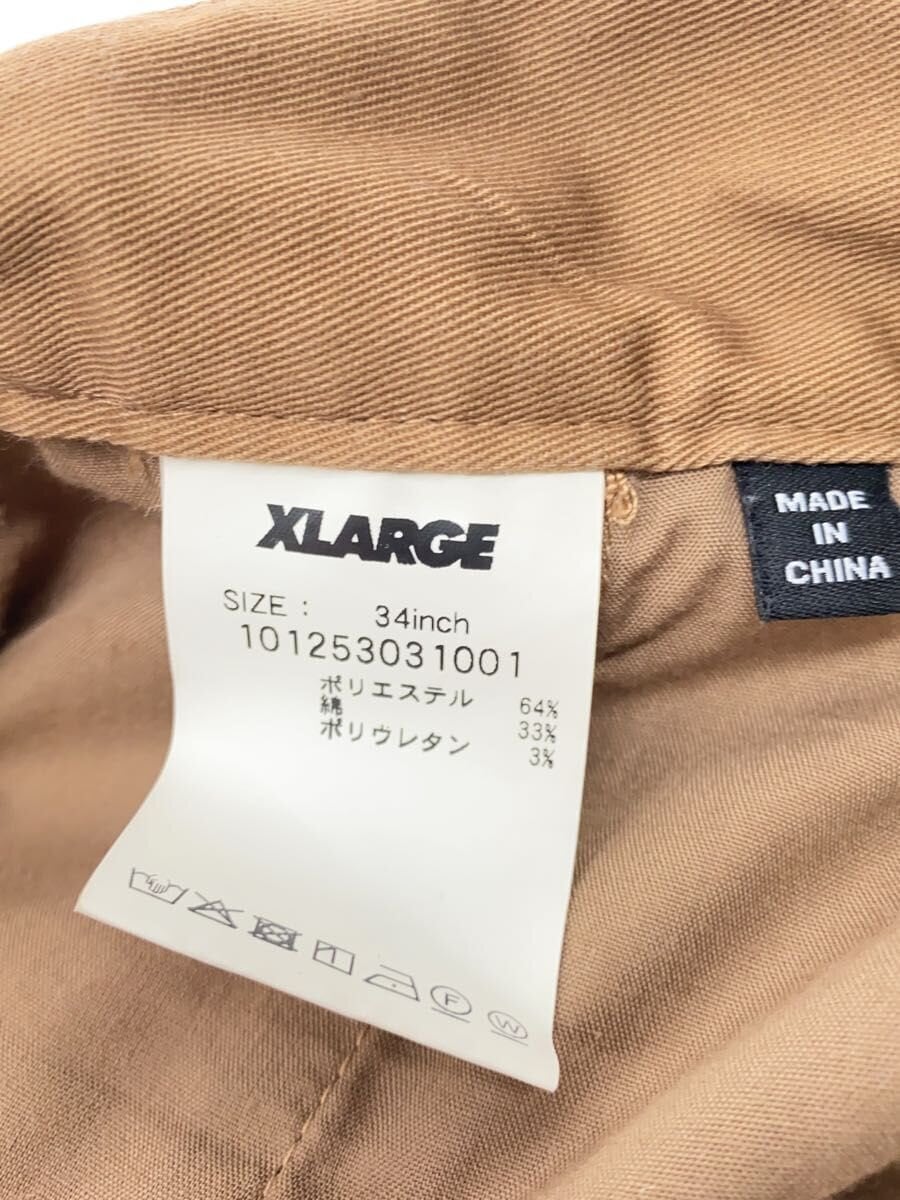 XLARGE
SIZE : 34inch
101253031001
ポリエステル 64%
綿 33%
ポリウレタン 3%
F
W
MADE
IN
CHINA